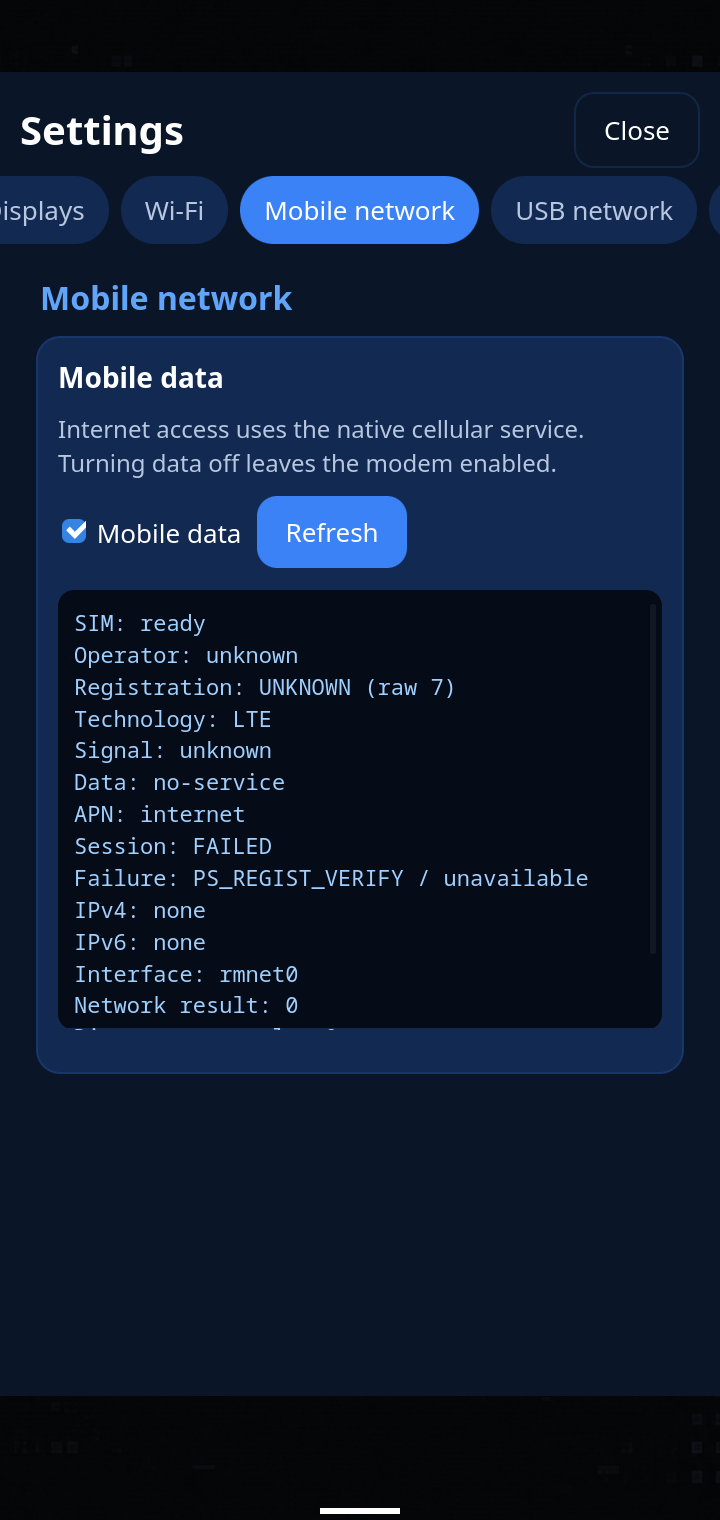 Settings
Close
isplays
Wi-Fi
Mobile network
USB network
Mobile network
Mobile data
Internet access uses the native cellular service.
Turning data off leaves the modem enabled.
Mobile data
Refresh
SIM: ready
Operator: unknown
Registration: UNKNOWN (raw 7)
Technology: LTE
Signal: unknown
Data: no-service
APN: internet
Session: FAILED
Failure: PS_REGIST_VERIFY / unavailable
IPv4: none
IPv6: none
Interface: rmnet0
Network result: 0